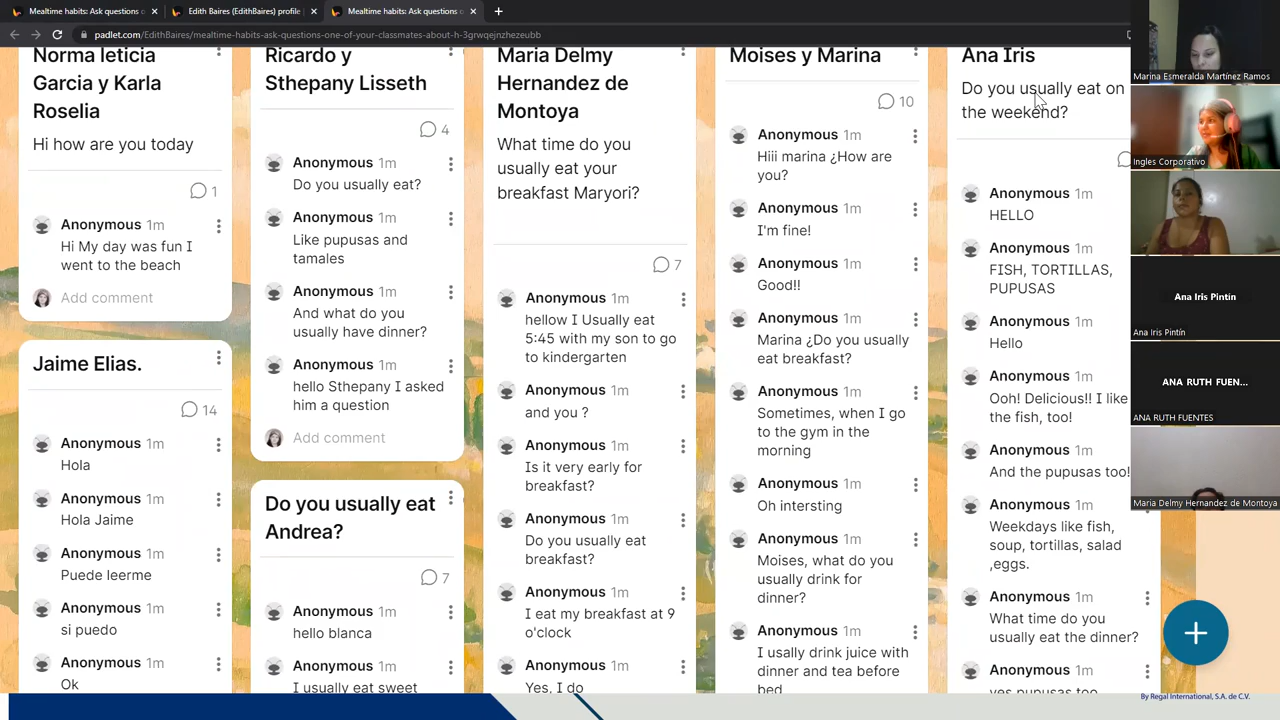 Mealtime habits: Ask questions o
Edith Baires (EdithBaires) profile
Mealtime habits: Ask questions o
padlet.com/EdithBaires/mealtime-habits-ask-questions-one-of-your-classmates-about-h-3grwqejnzhezeubb
Norma leticia
Garcia y Karla
Roselia
Hi how are you today
1
Anonymous 1m
Hi My day was fun I
went to the beach
Add comment
Jaime Elias.
14
Anonymous 1m
Hola
Anonymous 1m
Hola Jaime
Anonymous 1m
Puede leerme
Anonymous 1m
si puedo
Anonymous 1m
Ok
Ricardo y
Sthepany Lisseth
4
Anonymous 1m
Do you usually eat?
Anonymous 1m
Like pupusas and
tamales
Anonymous 1m
And what do you
usually have dinner?
Anonymous 1m
hello Sthepany I asked
him a question
Add comment
Do you usually eat
Andrea?
7
Anonymous 1m
hello blanca
Anonymous 1m
I usually eat sweet
Maria Delmy
Hernandez de
Montoya
What time do you
usually eat your
breakfast Maryori?
7
Anonymous 1m
hellow I Usually eat
5:45 with my son to go
to kindergarten
Anonymous 1m
and you ?
Anonymous 1m
Is it very early for
breakfast?
Anonymous 1m
Do you usually eat
breakfast?
Anonymous 1m
I eat my breakfast at 9
o'clock
Anonymous 1m
Yes, I do
Moises y Marina
10
Anonymous 1m
Hiii marina ¿How are
you?
Anonymous 1m
I'm fine!
Anonymous 1m
Good!!
Anonymous 1m
Marina ¿Do you usually
eat breakfast?
Anonymous 1m
Sometimes, when I go
to the gym in the
morning
Anonymous 1m
Oh intersting
Anonymous 1m
Moises, what do you
usually drink for
dinner?
Anonymous 1m
I usally drink juice with
dinner and tea before
bed
Ana Iris
Do you usually eat on
the weekend?
Anonymous 1m
HELLO
Anonymous 1m
FISH, TORTILLAS,
PUPUSAS
Anonymous 1m
Hello
Anonymous 1m
Ooh! Delicious!! I like
the fish, too!
Anonymous 1m
And the pupusas too!
Anonymous 1m
Weekdays like fish,
soup, tortillas, salad
,eggs.
Anonymous 1m
What time do you
usually eat the dinner?
Anonymous 1m
yes pupusas too
Marina Esmeralda Martínez Ramos
Ingles Corporativo
Ana Iris Pintin
Ana Iris Pintín
ANA RUTH FUEN...
ANA RUTH FUENTES
Maria Delmy Hernandez de Montoya
By Regal International, S.A. de C.V.